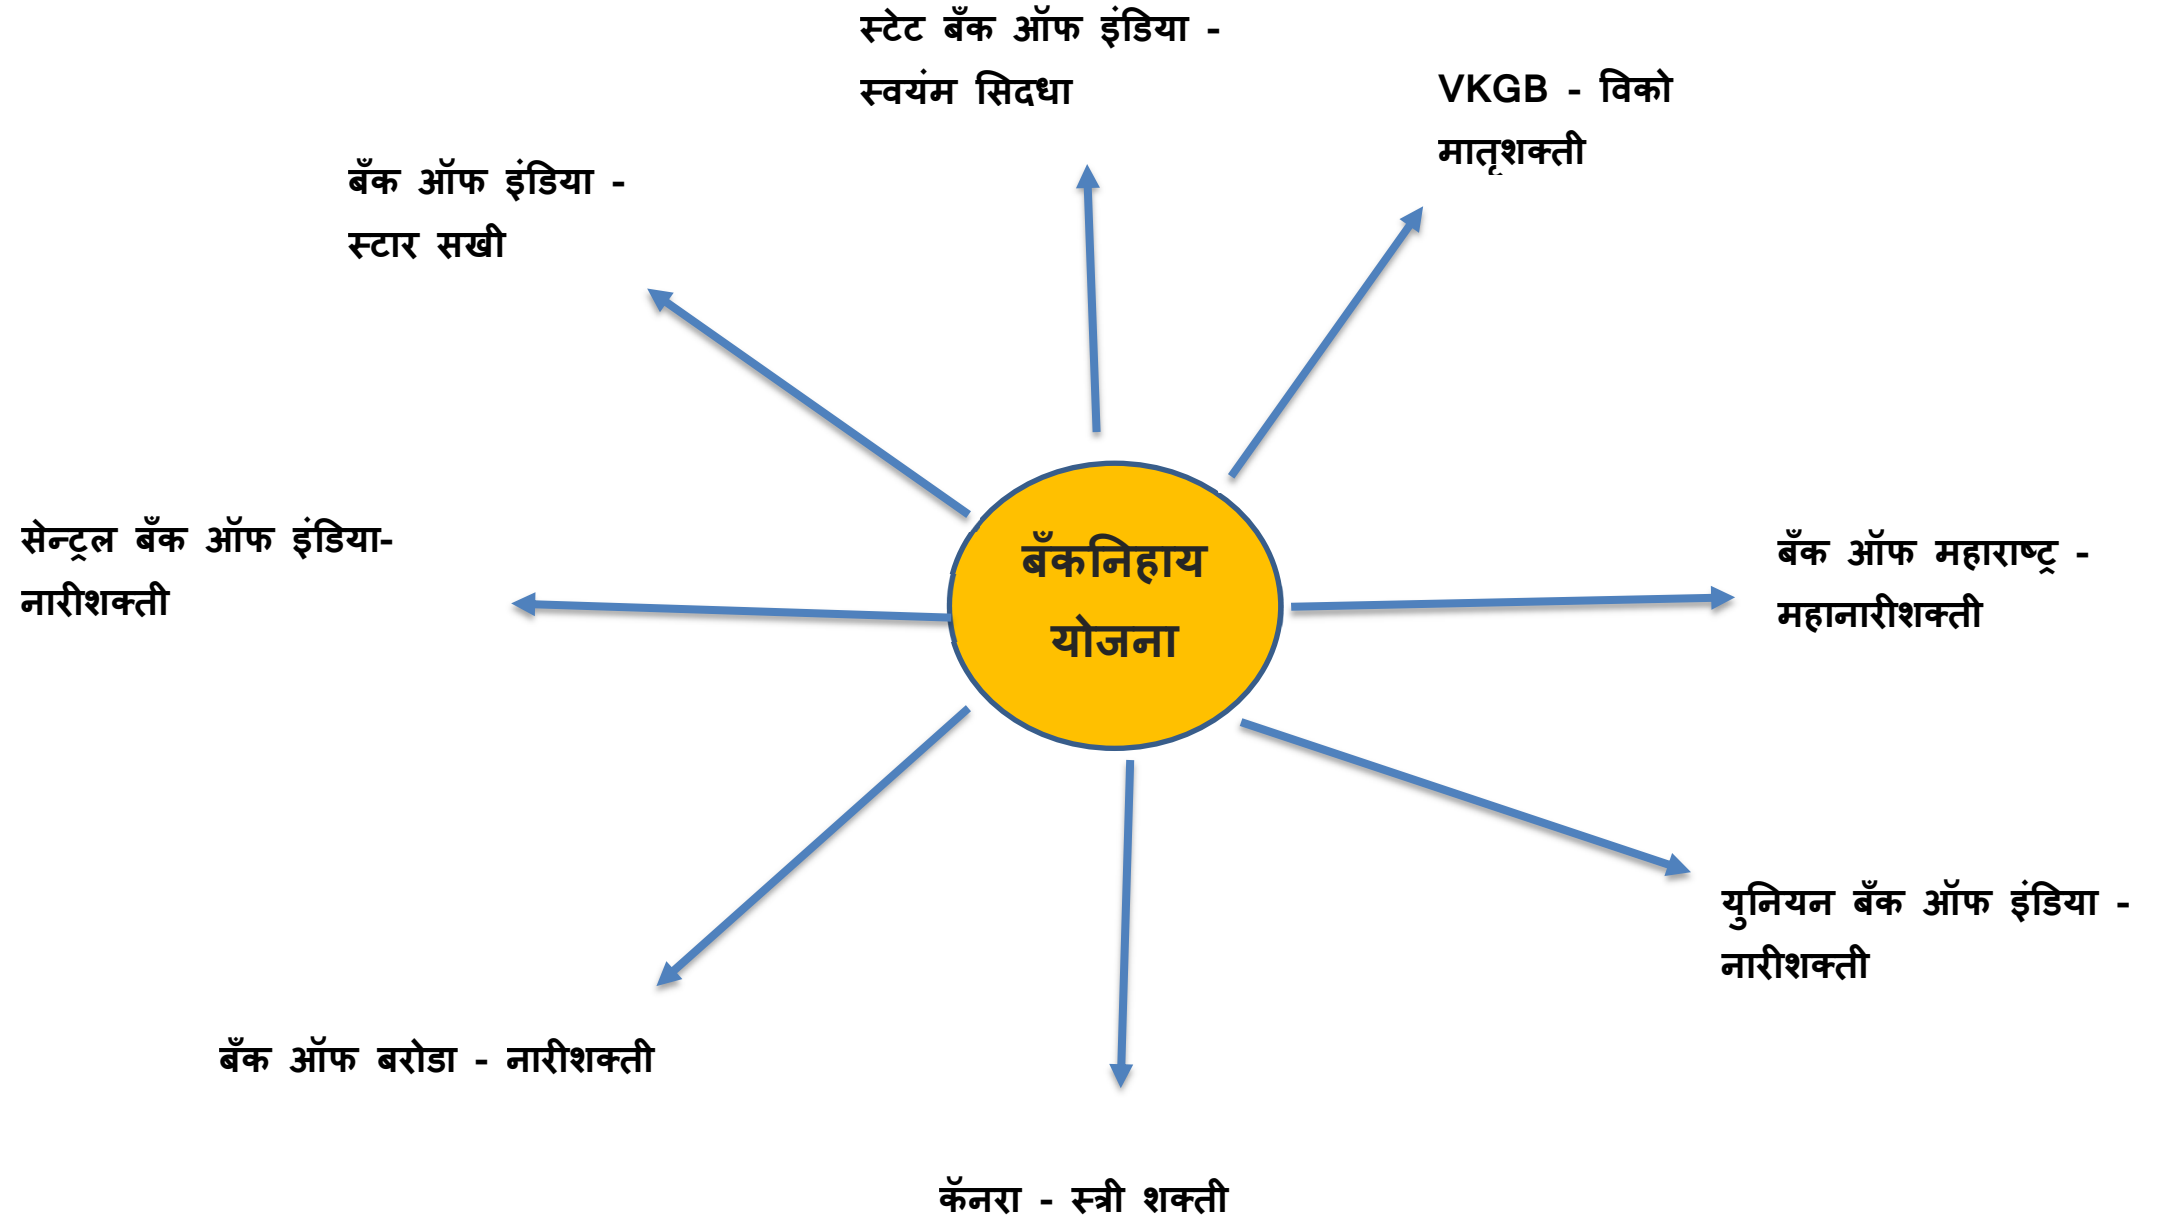 स्टेट बँक ऑफ इंडिया -
स्वयंम सिदधा
VKGB - विको
मातृशक्ती
बँक ऑफ इंडिया -
स्टार सखी
सेन्ट्रल बँक ऑफ इंडिया-
नारीशक्ती
बँकनिहाय
योजना
बँक ऑफ महाराष्ट्र -
महानारीशक्ती
युनियन बँक ऑफ इंडिया -
नारीशक्ती
बँक ऑफ बरोडा - नारीशक्ती
कॅनरा - स्त्री शक्ती